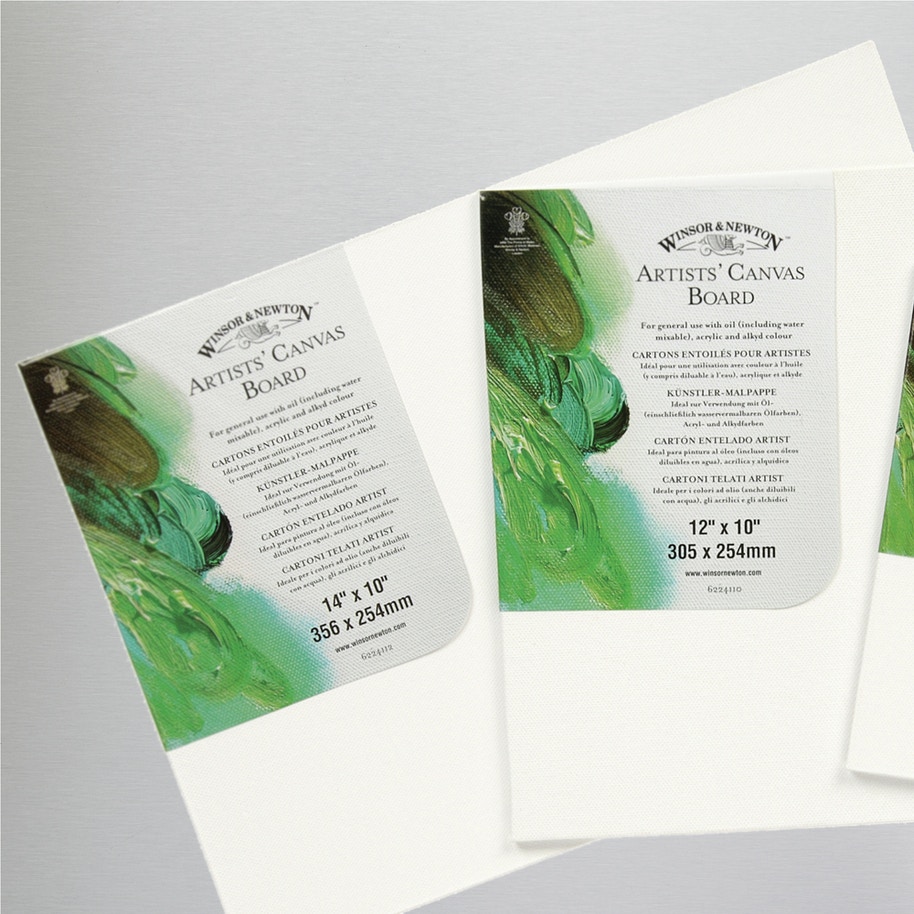 WINSOR & NEWTON™
ARTISTS' CANVAS
BOARD
For general use with oil (including water
mixable), acrylic and alkyd colour
CARTONS ENTOILÉS POUR ARTISTES
Idéal pour une utilisation avec couleur à l'huile
(y compris diluable à l'eau), acrylique et alkyde
KÜNSTLER-MALPAPPE
Ideal zur Verwendung mit Öl-
(einschließlich wasservermalbaren Ölfarben),
Acryl- und Alkydfarben
CARTÓN ENTELADO ARTIST
Ideal para pintura al óleo (incluso con óleos
diluibles en agua), acrílica y alquídica
CARTONI TELATI ARTIST
Ideale per i colori ad olio (anche diluibili
con acqua), gli acrilici e gli alchidici
14" x 10"
356 x 254mm
www.winsornewton.com
6224112
WINSOR & NEWTON™
ARTISTS' CANVAS
BOARD
For general use with oil (including water
mixable), acrylic and alkyd colour
CARTONS ENTOILÉS POUR ARTISTES
Idéal pour une utilisation avec couleur à l'huile
(y compris diluable à l'eau), acrylique et alkyde
KÜNSTLER-MALPAPPE
Ideal zur Verwendung mit Öl-
(einschließlich wasservermalbaren Ölfarben),
Acryl- und Alkydfarben
CARTÓN ENTELADO ARTIST
Ideal para pintura al óleo (incluso con óleos
diluibles en agua), acrílica y alquídica
CARTONI TELATI ARTIST
Ideale per i colori ad olio (anche diluibili
con acqua), gli acrilici e gli alchidici
12" x 10"
305 x 254mm
www.winsornewton.com
6224110